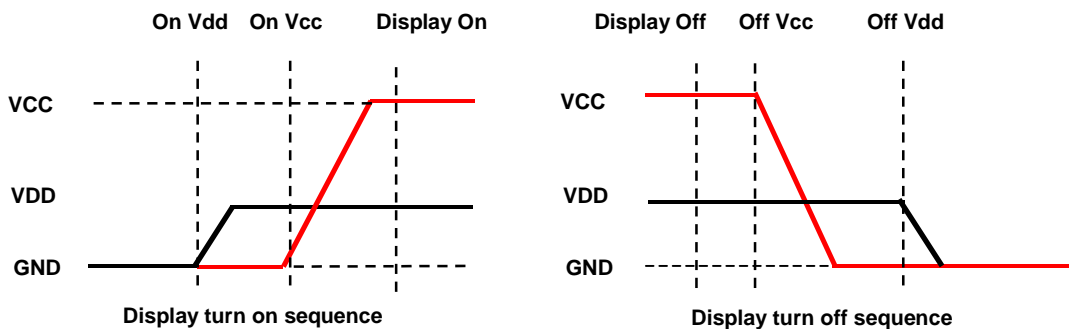 On Vdd On Vcc Display On
VCC
VDD
GND
Display turn on sequence
Display Off Off Vcc Off Vdd
VCC
VDD
GND
Display turn off sequence